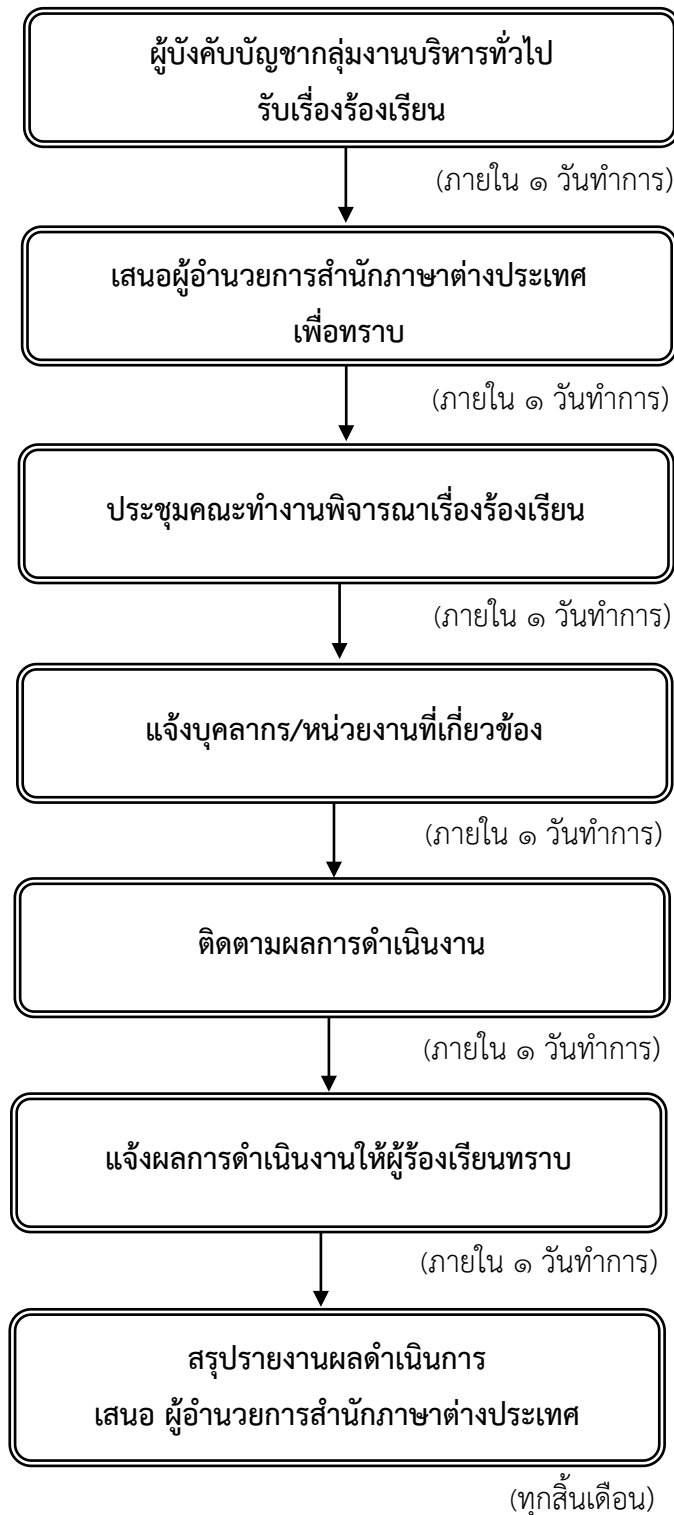 ผู้บังคับบัญชากลุ่มงานบริหารทั่วไป
รับเรื่องร้องเรียน
(ภายใน ๑ วันทำการ)
เสนอผู้อำนวยการสำนักภาษาต่างประเทศ
เพื่อทราบ
(ภายใน ๑ วันทำการ)
ประชุมคณะทำงานพิจารณาเรื่องร้องเรียน
(ภายใน ๑ วันทำการ)
แจ้งบุคลากร/หน่วยงานที่เกี่ยวข้อง
(ภายใน ๑ วันทำการ)
ติดตามผลการดำเนินงาน
(ภายใน ๑ วันทำการ)
แจ้งผลการดำเนินงานให้ผู้ร้องเรียนทราบ
(ภายใน ๑ วันทำการ)
สรุปรายงานผลดำเนินการ
เสนอ ผู้อำนวยการสำนักภาษาต่างประเทศ
(ทุกสิ้นเดือน)